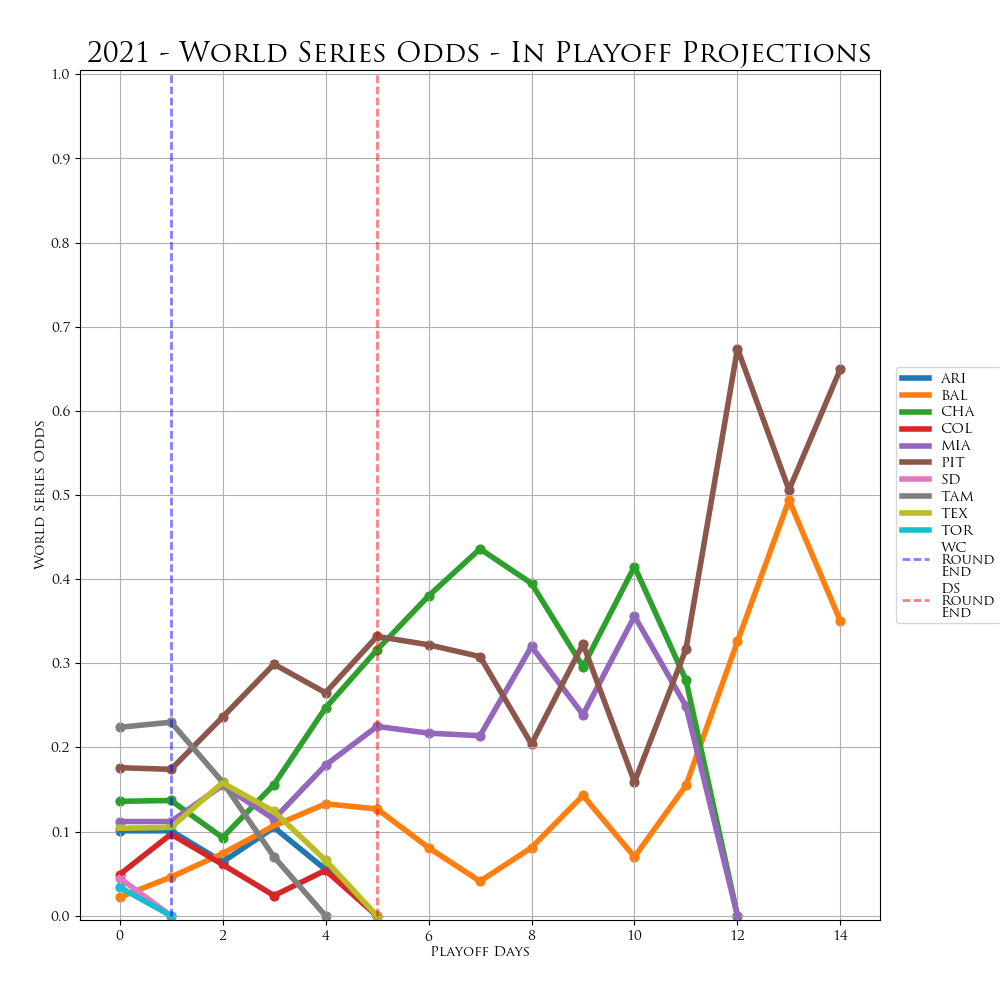 2021 - World Series Odds - In Playoff Projections
1.0
0.9
0.8
0.7
0.6
0.5
0.4
0.3
0.2
0.1
0.0
World Series Odds
0 2 4 6 8 10 12 14
Playoff Days
ARI
BAL
CHA
COL
MIA
PIT
SD
TAM
TEX
TOR
WC
Round
End
DS
Round
End